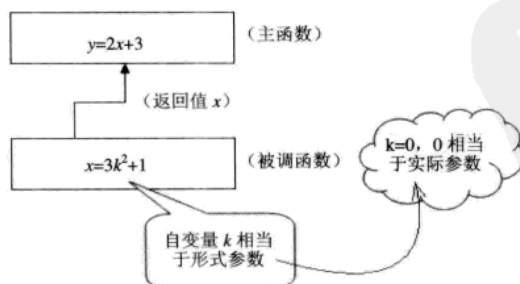 y=2x+3
（主函数）
（返回值 x）
x=3k²+1
（被调函数）
k=0，0 相当
于实际参数
自变量 k 相当
于形式参数